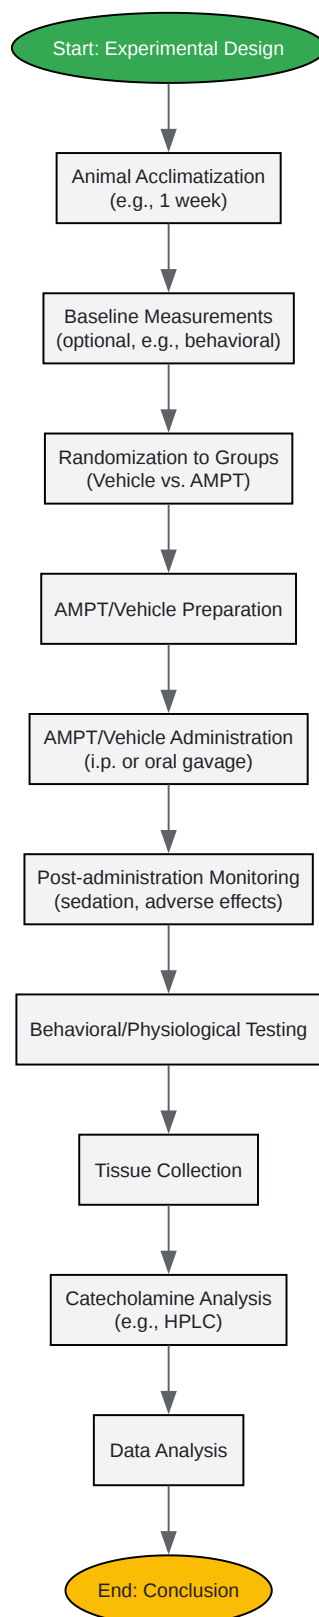 Start: Experimental Design
Animal Acclimatization
(e.g., 1 week)
Baseline Measurements
(optional, e.g., behavioral)
Randomization to Groups
(Vehicle vs. AMPT)
AMPT/Vehicle Preparation
AMPT/Vehicle Administration
(i.p. or oral gavage)
Post-administration Monitoring
(sedation, adverse effects)
Behavioral/Physiological Testing
Tissue Collection
Catecholamine Analysis
(e.g., HPLC)
Data Analysis
End: Conclusion